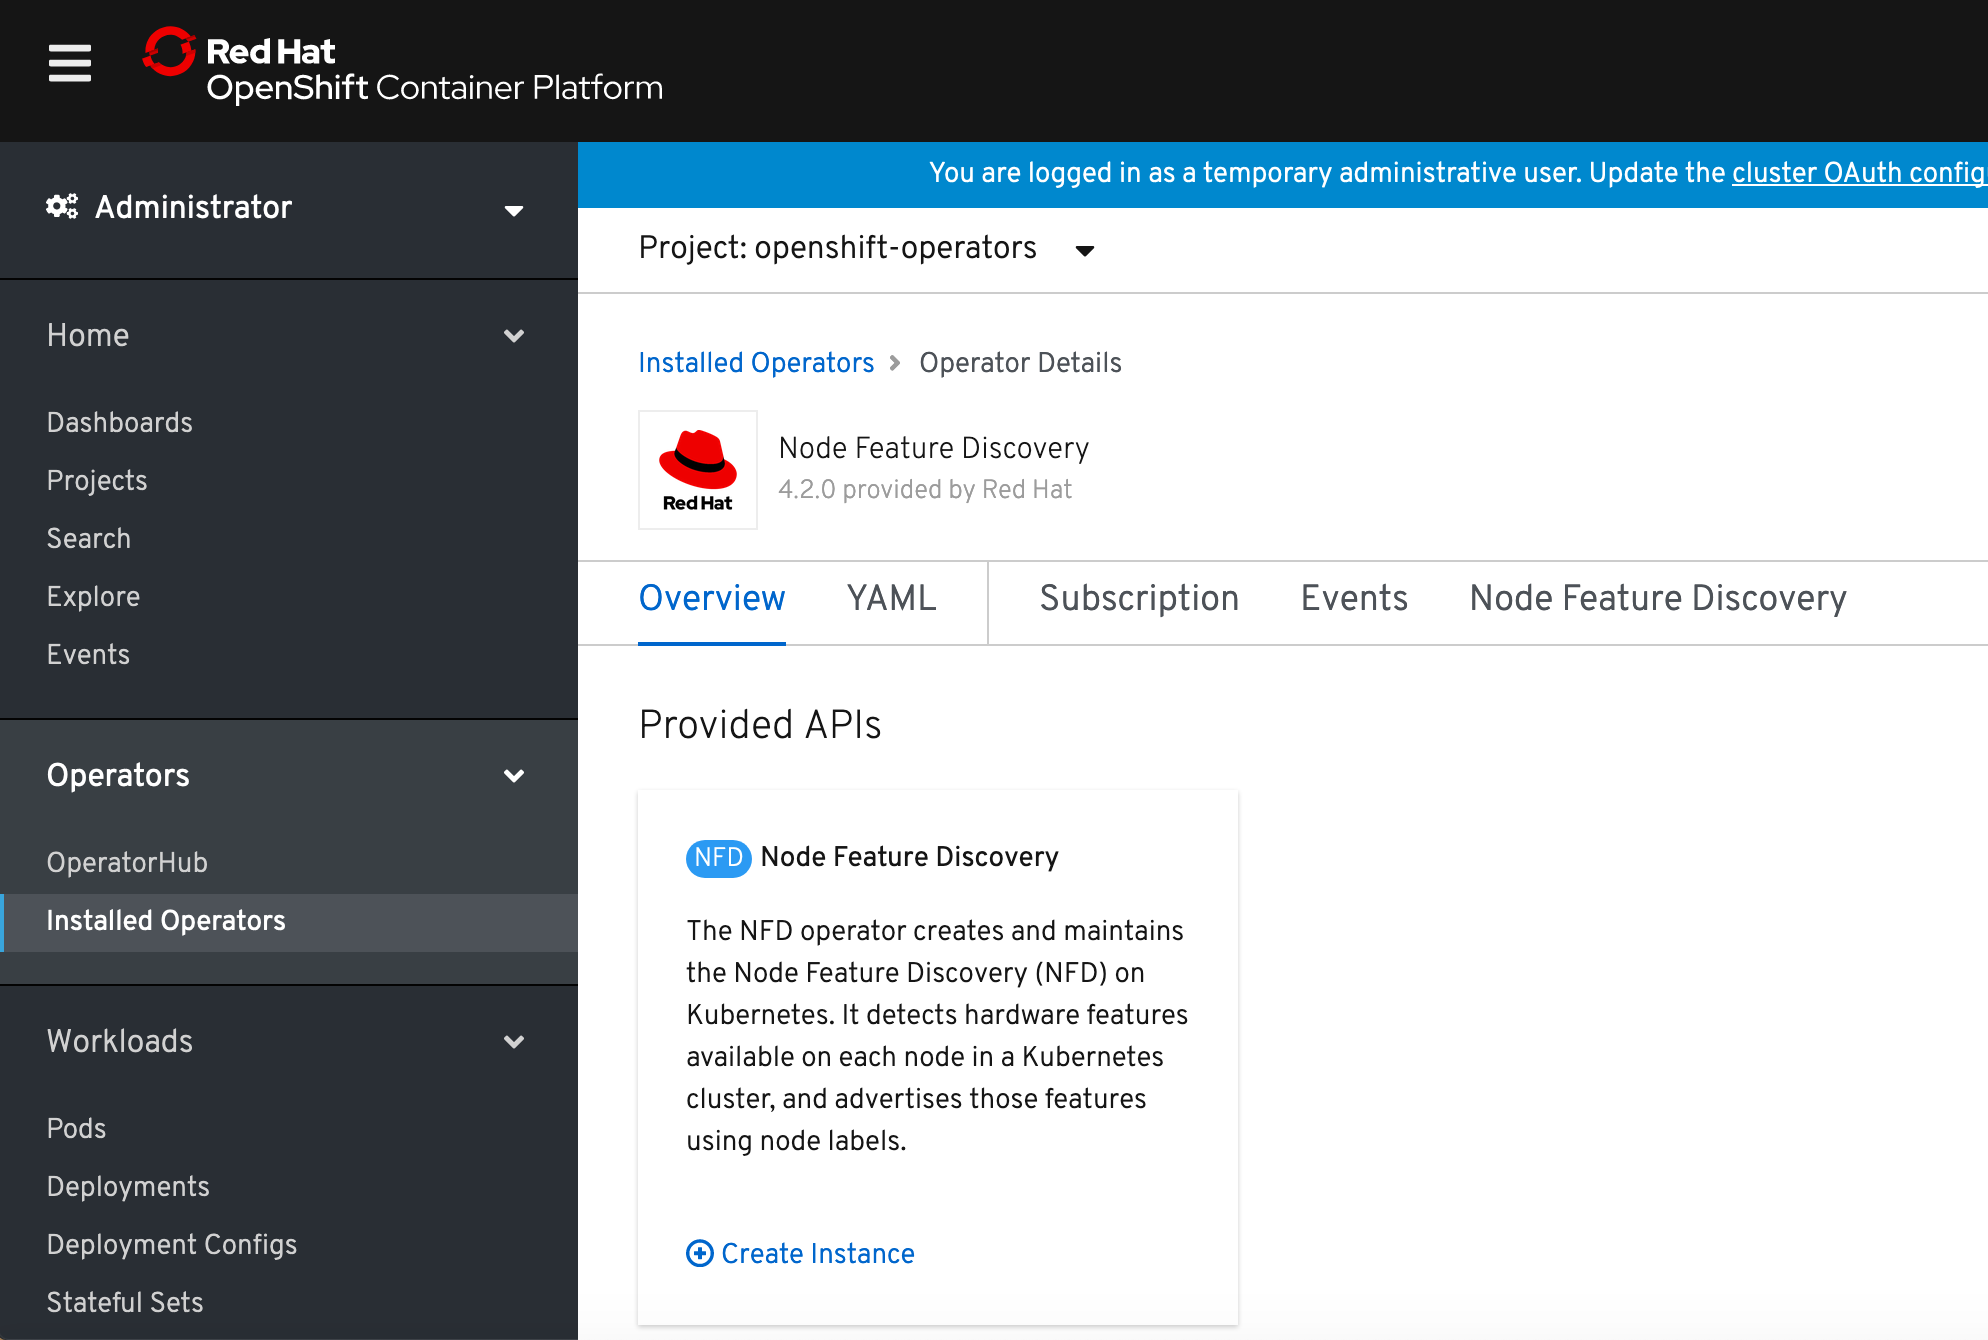 Red Hat
OpenShift Container Platform
You are logged in as a temporary administrative user. Update the cluster OAuth config
Administrator
Project: openshift-operators
Home
Dashboards
Projects
Search
Explore
Events
Operators
OperatorHub
Installed Operators
Workloads
Pods
Deployments
Deployment Configs
Stateful Sets
Installed Operators > Operator Details
Red Hat
Node Feature Discovery
4.2.0 provided by Red Hat
Overview YAML Subscription Events Node Feature Discovery
Provided APIs
NFD Node Feature Discovery
The NFD operator creates and maintains
the Node Feature Discovery (NFD) on
Kubernetes. It detects hardware features
available on each node in a Kubernetes
cluster, and advertises those features
using node labels.
Create Instance